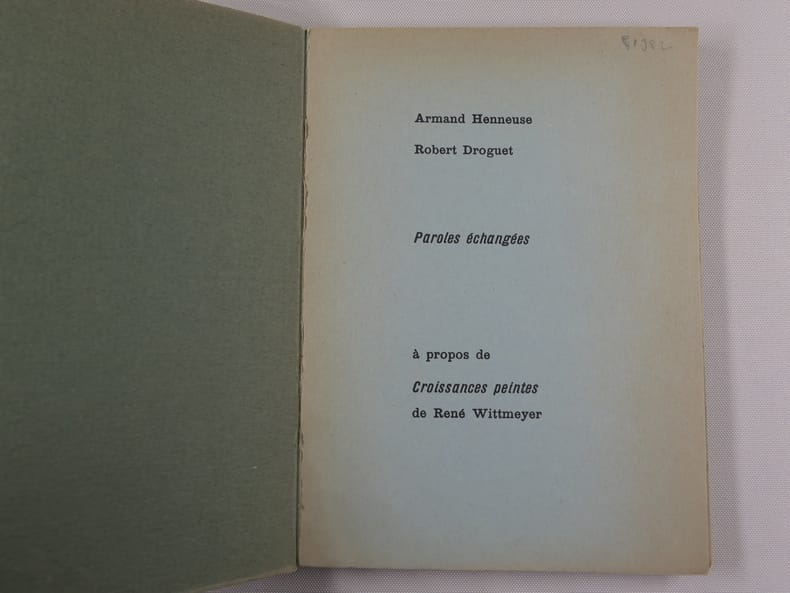 Armand Henneuse
Robert Droguet
Paroles échangées
à propos de
Croissances peintes
de René Wittmeyer